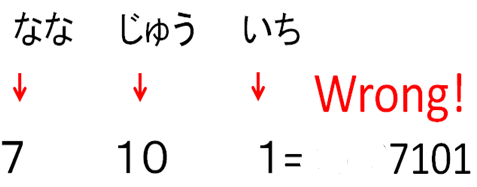 なな じゅう いち
↓ ↓ ↓ Wrong!
7 10 1= 7101